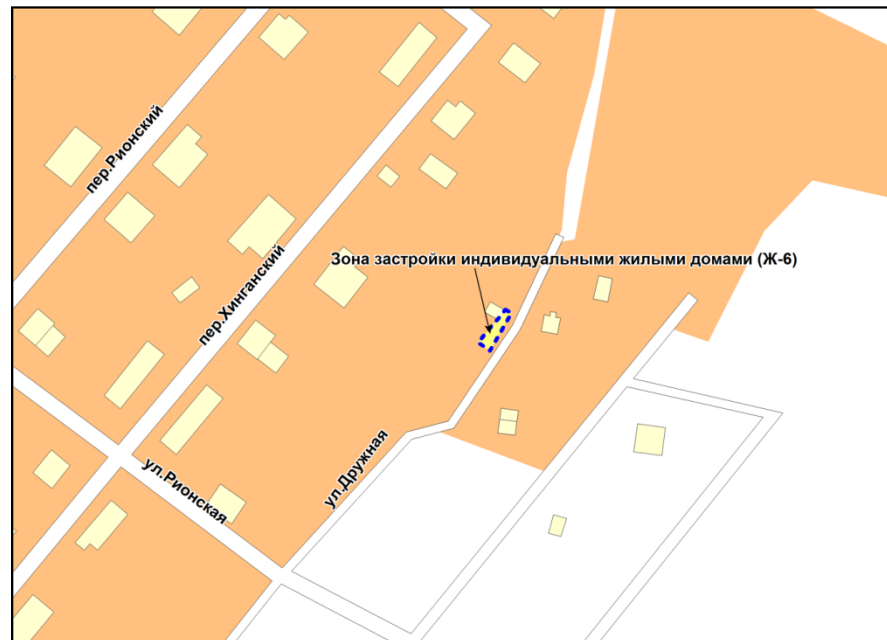 пер.Рионский
Зона застройки индивидуальными жилыми домами (Ж-6)
пер.Хинганский
ул.Дружная
ул.Рионская